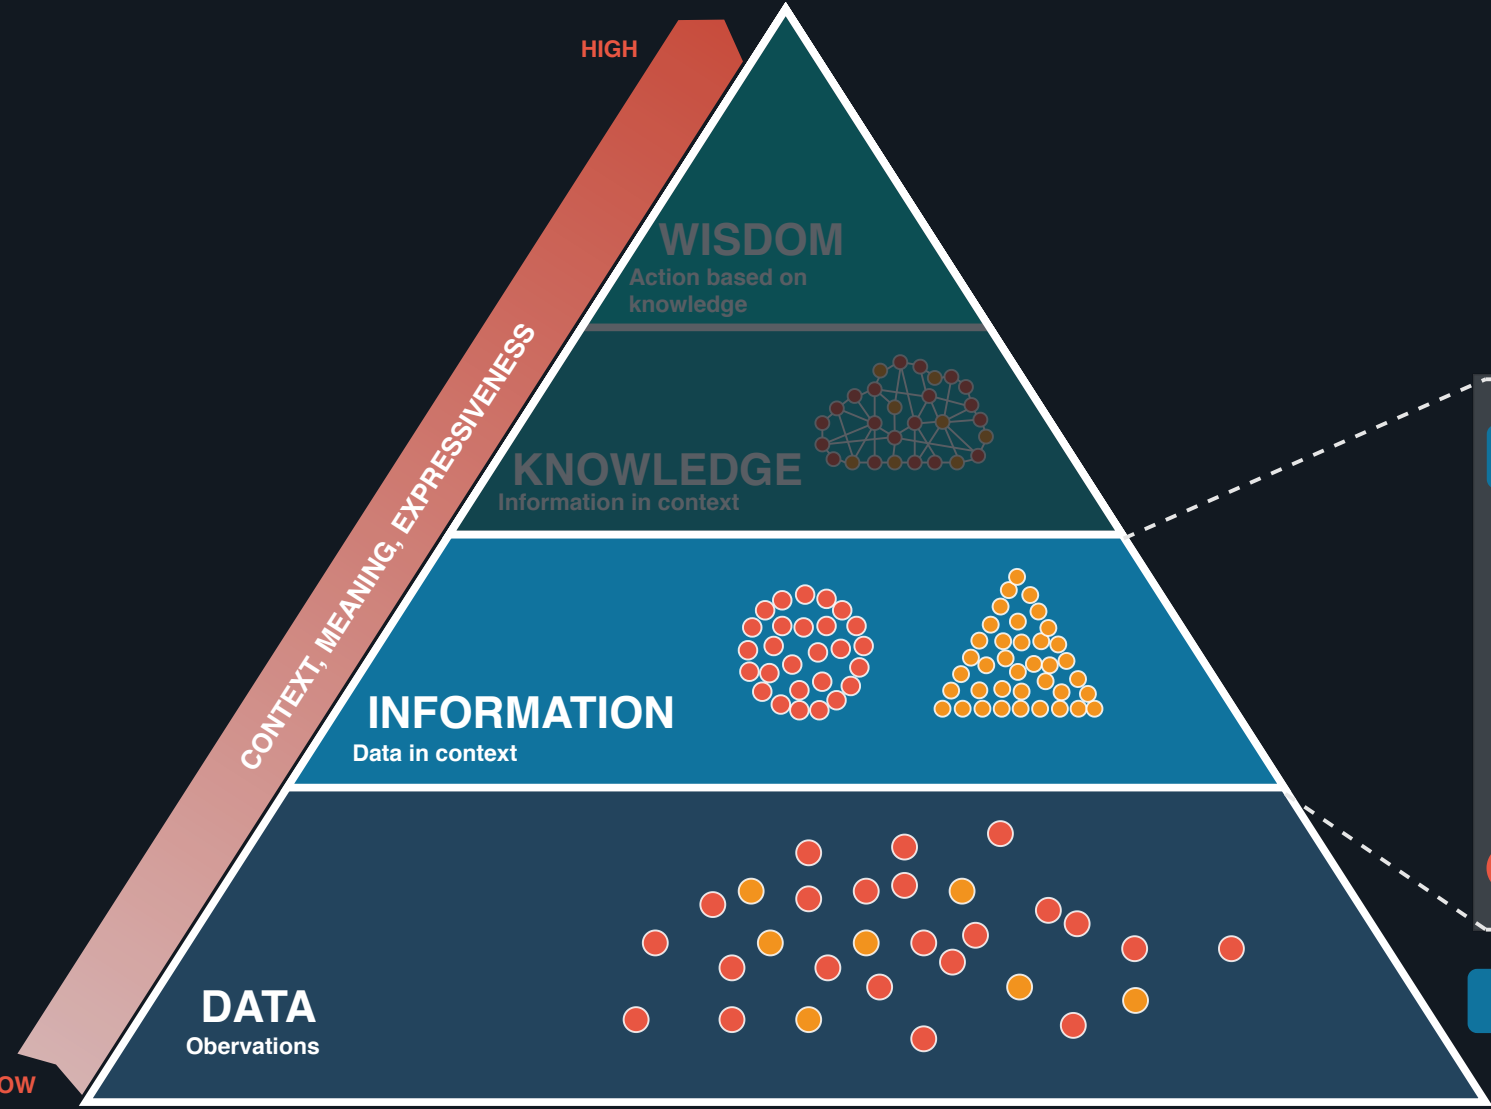 HIGH
WISDOM
Action based on
knowledge
KNOWLEDGE
Information in context
CONTEXT, MEANING, EXPRESSIVENESS
INFORMATION
Data in context
DATA
Obervations
OW